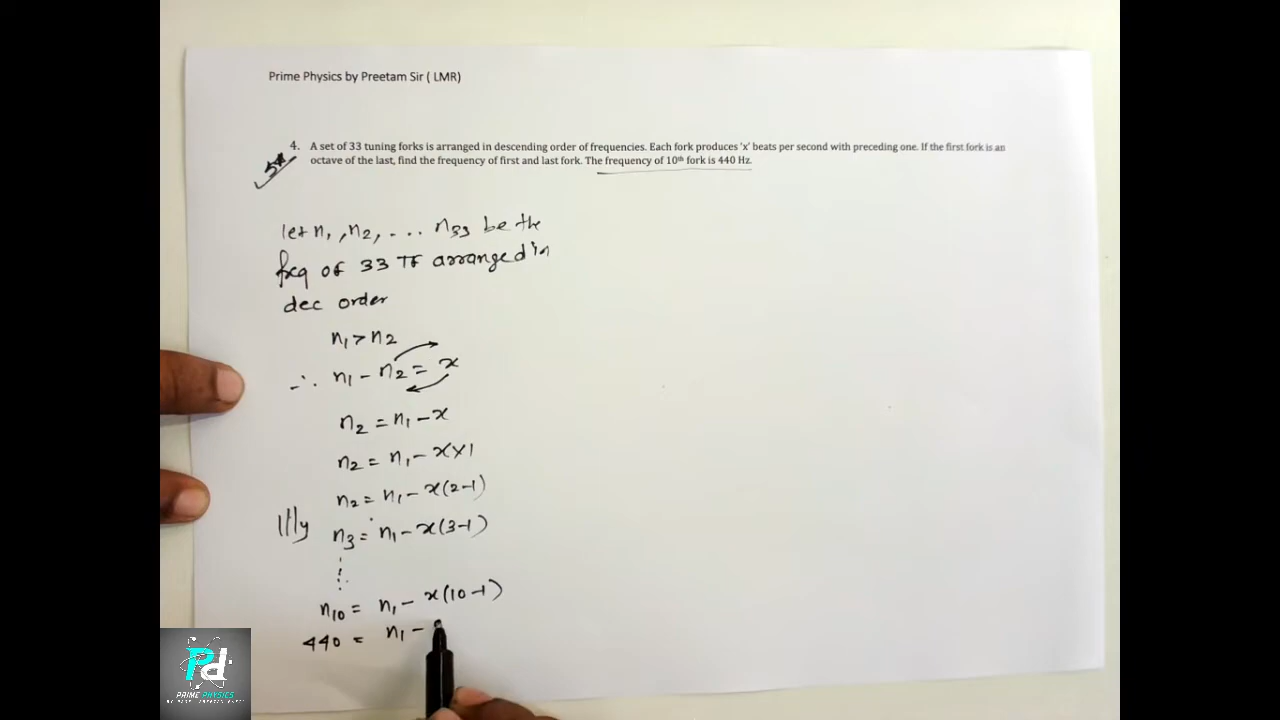 Prime Physics by Preetam Sir ( LMR)
4. A set of 33 tuning forks is arranged in descending order of frequencies. Each fork produces 'x' beats per second with preceding one. If the first fork is an
octave of the last, find the frequency of first and last fork. The frequency of 10th fork is 440 Hz.
let n₁, n₂, ... n₃₃ be the
freq of 33 TF arranged in
dec order
n₁ > n₂
∴ n₁ - n₂ = x
n₂ = n₁ - x
n₂ = n₁ - x×1
n₂ = n₁ - x(2-1)
lllly n₃ = n₁ - x(3-1)
n₁₀ = n₁ - x(10-1)
440 = n₁ -
Pd
PRIME PHYSICS